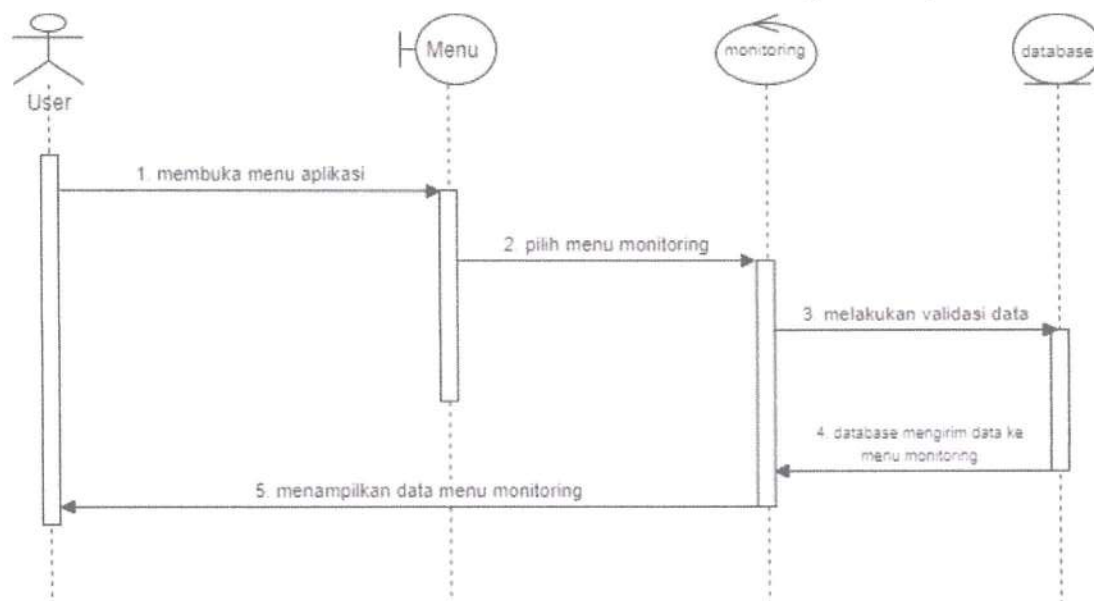 Menu
monitoring
database
User
1. membuka menu aplikasi
2. pilih menu monitoring
3. melakukan validasi data
4. database mengirim data ke
menu monitoring
5. menampilkan data menu monitoring